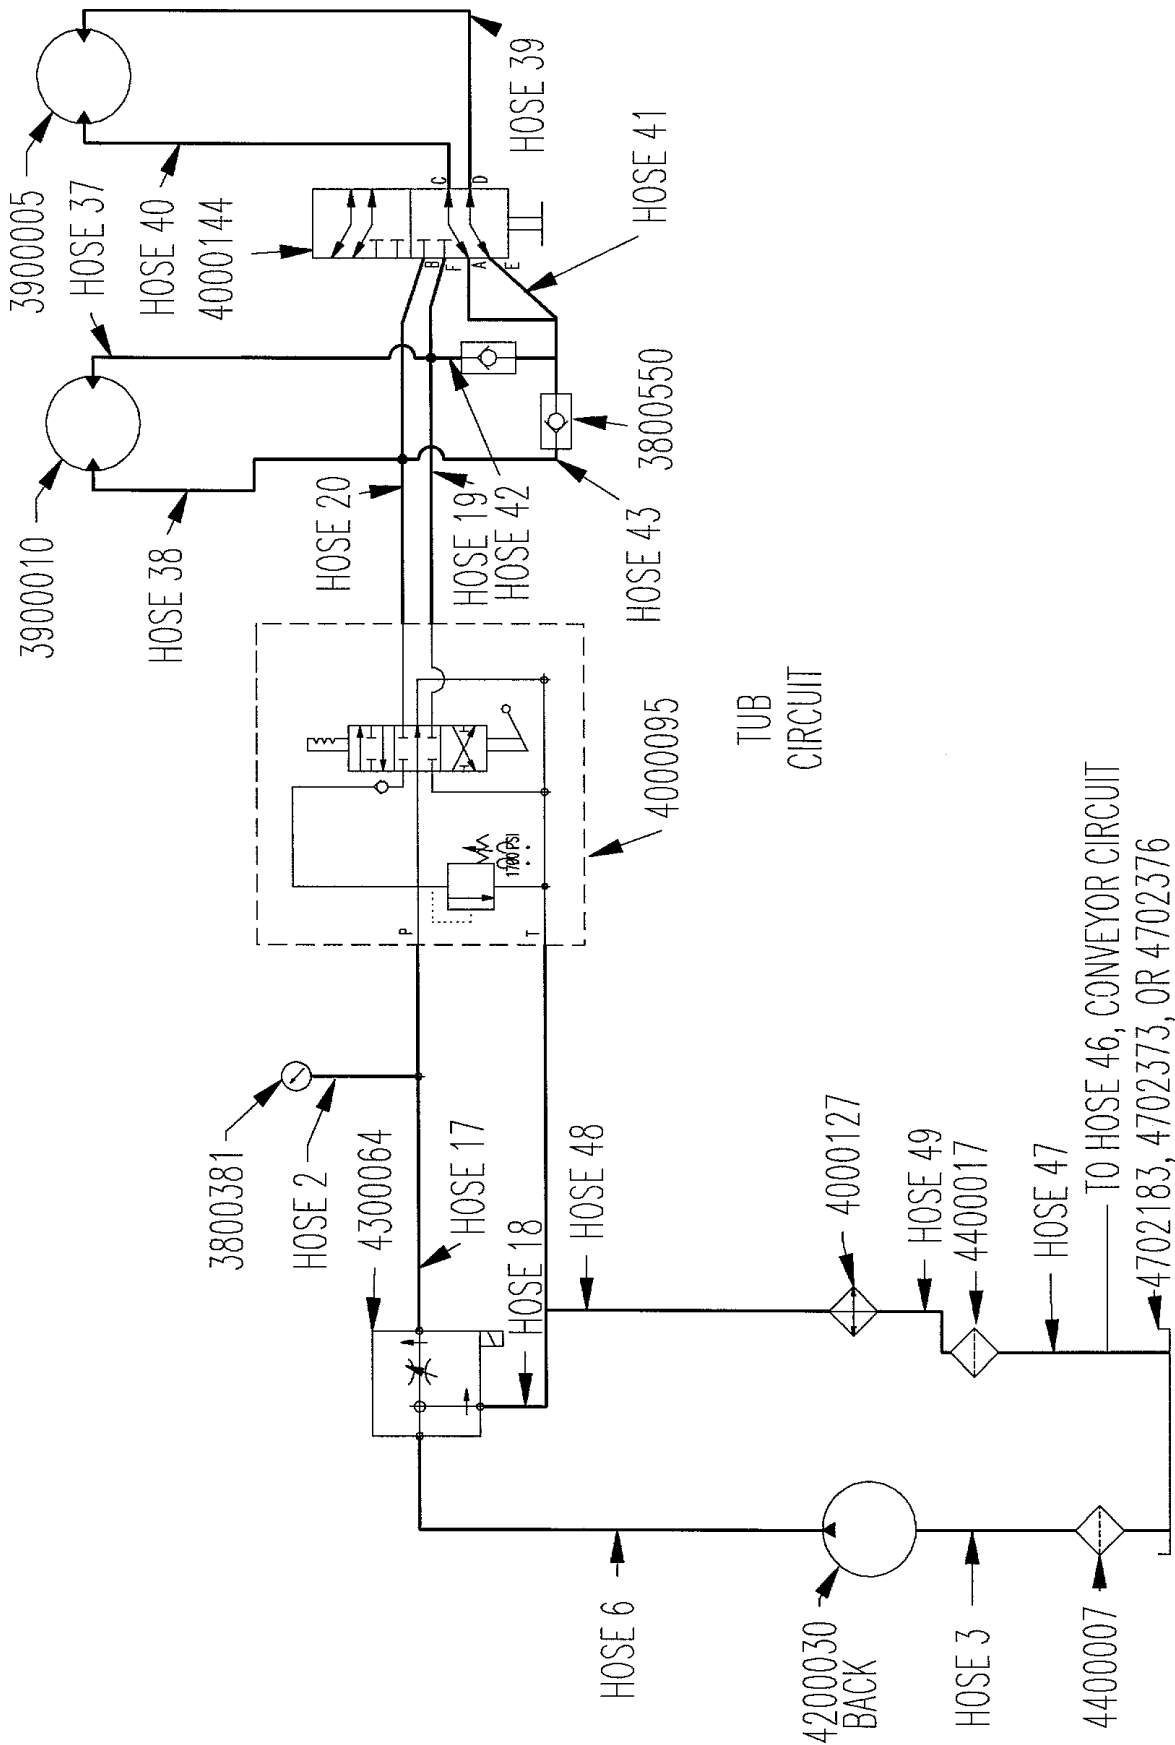 3900005
HOSE 37
HOSE 40
4000144
HOSE 39
HOSE 41
C
D
B
F
A
E
3900010
HOSE 38
HOSE 20
HOSE 19
HOSE 42
3800550
HOSE 43
4000095
1700 PSI
P
T
TUB
CIRCUIT
3800381
HOSE 2
4300064
HOSE 17
HOSE 18
HOSE 48
4000127
HOSE 49
4400017
HOSE 47
TO HOSE 46, CONVEYOR CIRCUIT
4702183, 4702373, OR 4702376
HOSE 6
4200030
BACK
HOSE 3
4400007